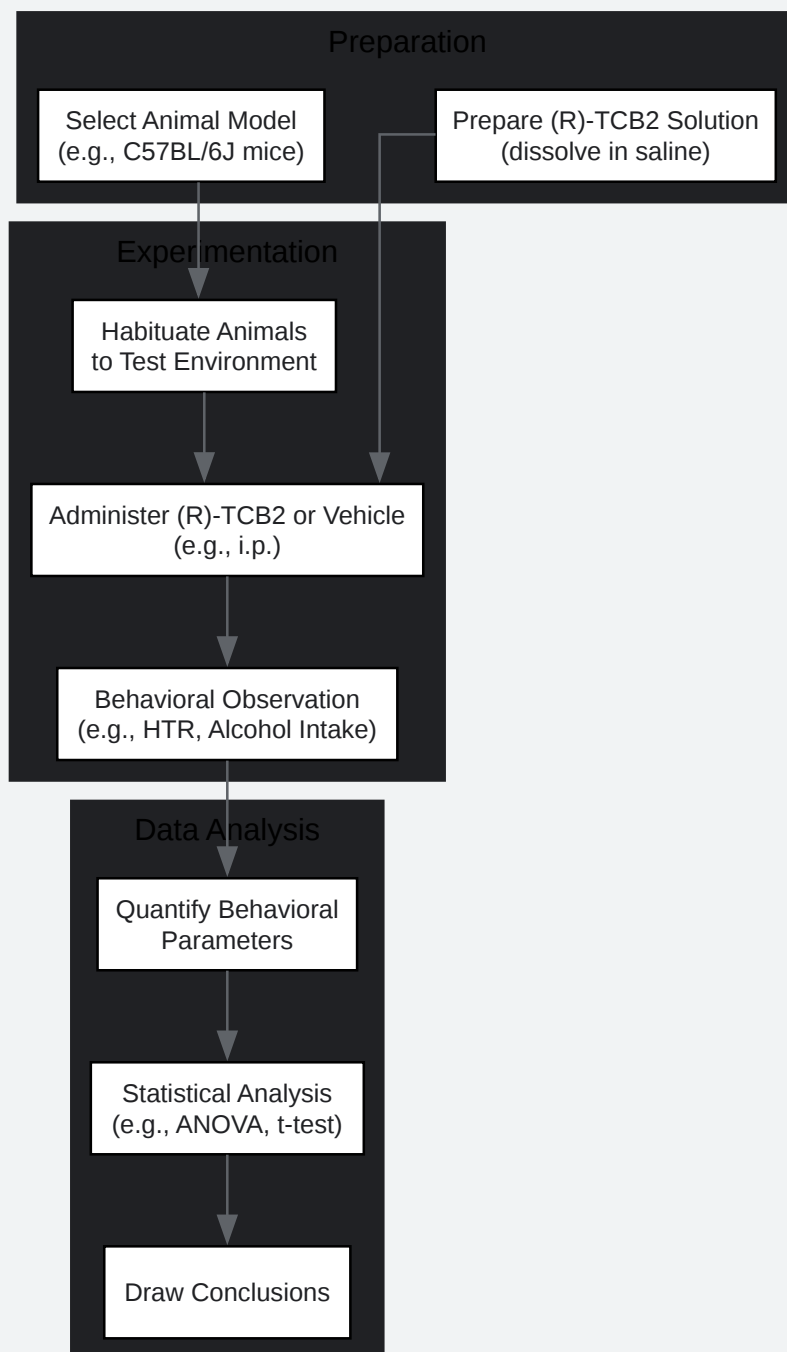 Preparation
Select Animal Model
(e.g., C57BL/6J mice)
Prepare (R)-TCB2 Solution
(dissolve in saline)
Experimentation
Habituate Animals
to Test Environment
Administer (R)-TCB2 or Vehicle
(e.g., i.p.)
Behavioral Observation
(e.g., HTR, Alcohol Intake)
Data Analysis
Quantify Behavioral
Parameters
Statistical Analysis
(e.g., ANOVA, t-test)
Draw Conclusions